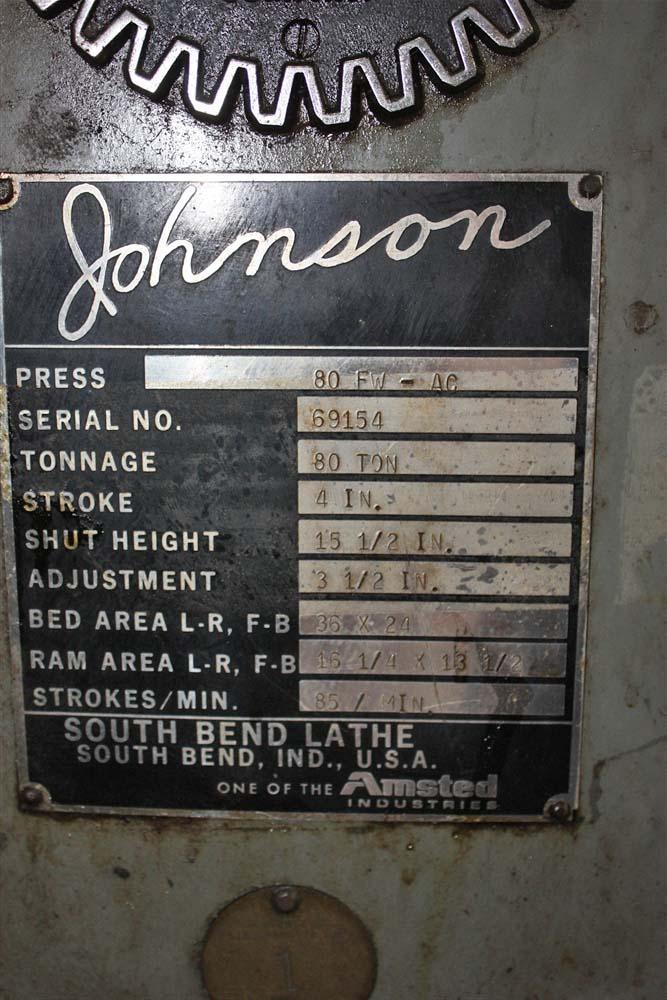 Johnson
PRESS 80 FW - AC
SERIAL NO. 69154
TONNAGE 80 TON
STROKE 4 IN.
SHUT HEIGHT 15 1/2 IN.
ADJUSTMENT 3 1/2 IN.
BED AREA L-R, F-B 36 X 24
RAM AREA L-R, F-B 16 1/4 X 13 1/2
STROKES/MIN. 85 / MIN.
SOUTH BEND LATHE
SOUTH BEND, IND., U.S.A.
ONE OF THE Amsted
INDUSTRIES
1